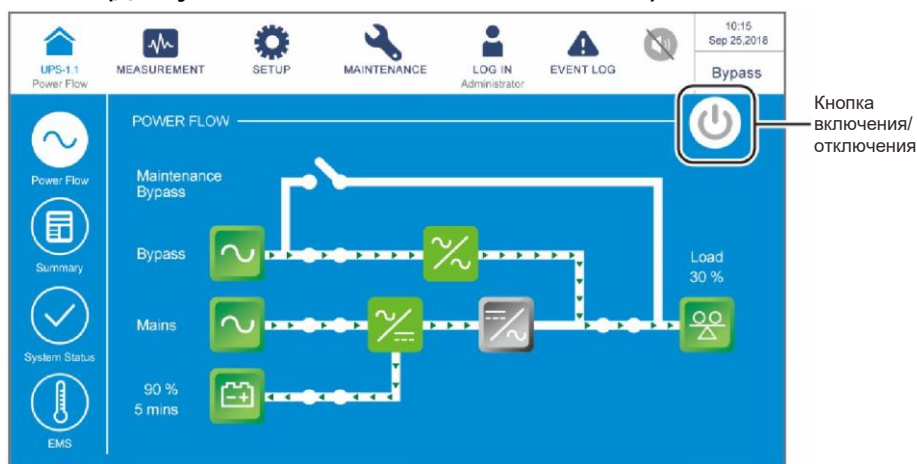 10:15
Sep 25,2018
UPS-1.1
Power Flow
MEASUREMENT
SETUP
MAINTENANCE
LOG IN
Administrator
EVENT LOG
Bypass
POWER FLOW
Кнопка
включения/
отключения
Power Flow
Maintenance
Bypass
Summary
Bypass
Load
30 %
System Status
Mains
90 %
5 mins
EMS